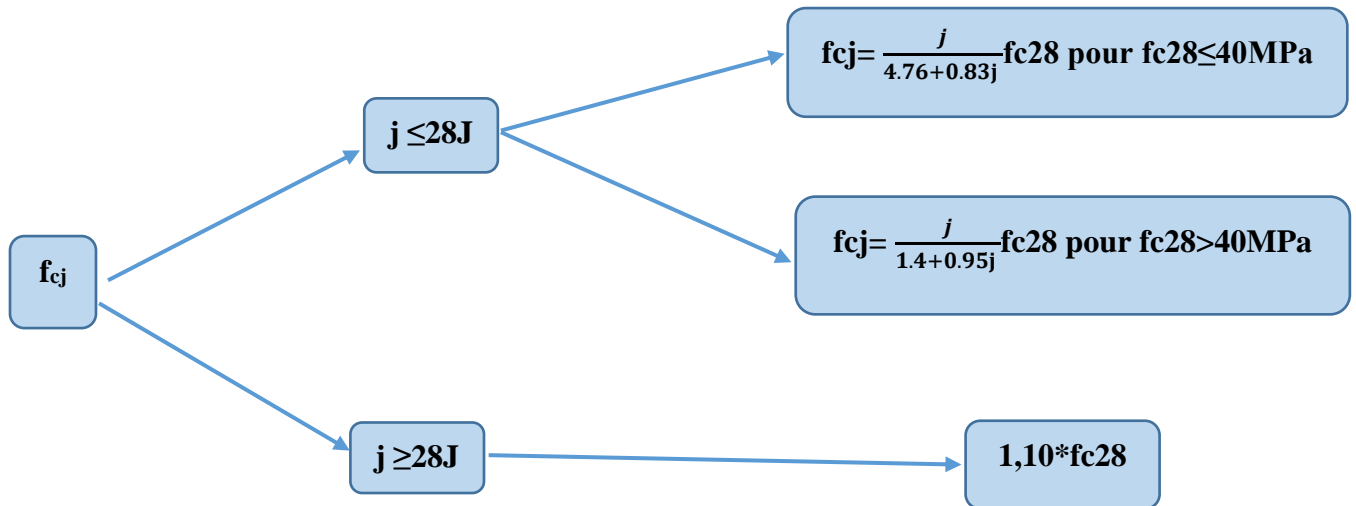 fcj= j/(4.76+0.83j) fc28 pour fc28≤40MPa
j ≤28J
fcj= j/(1.4+0.95j) fc28 pour fc28>40MPa
fcj
j ≥28J
1,10*fc28